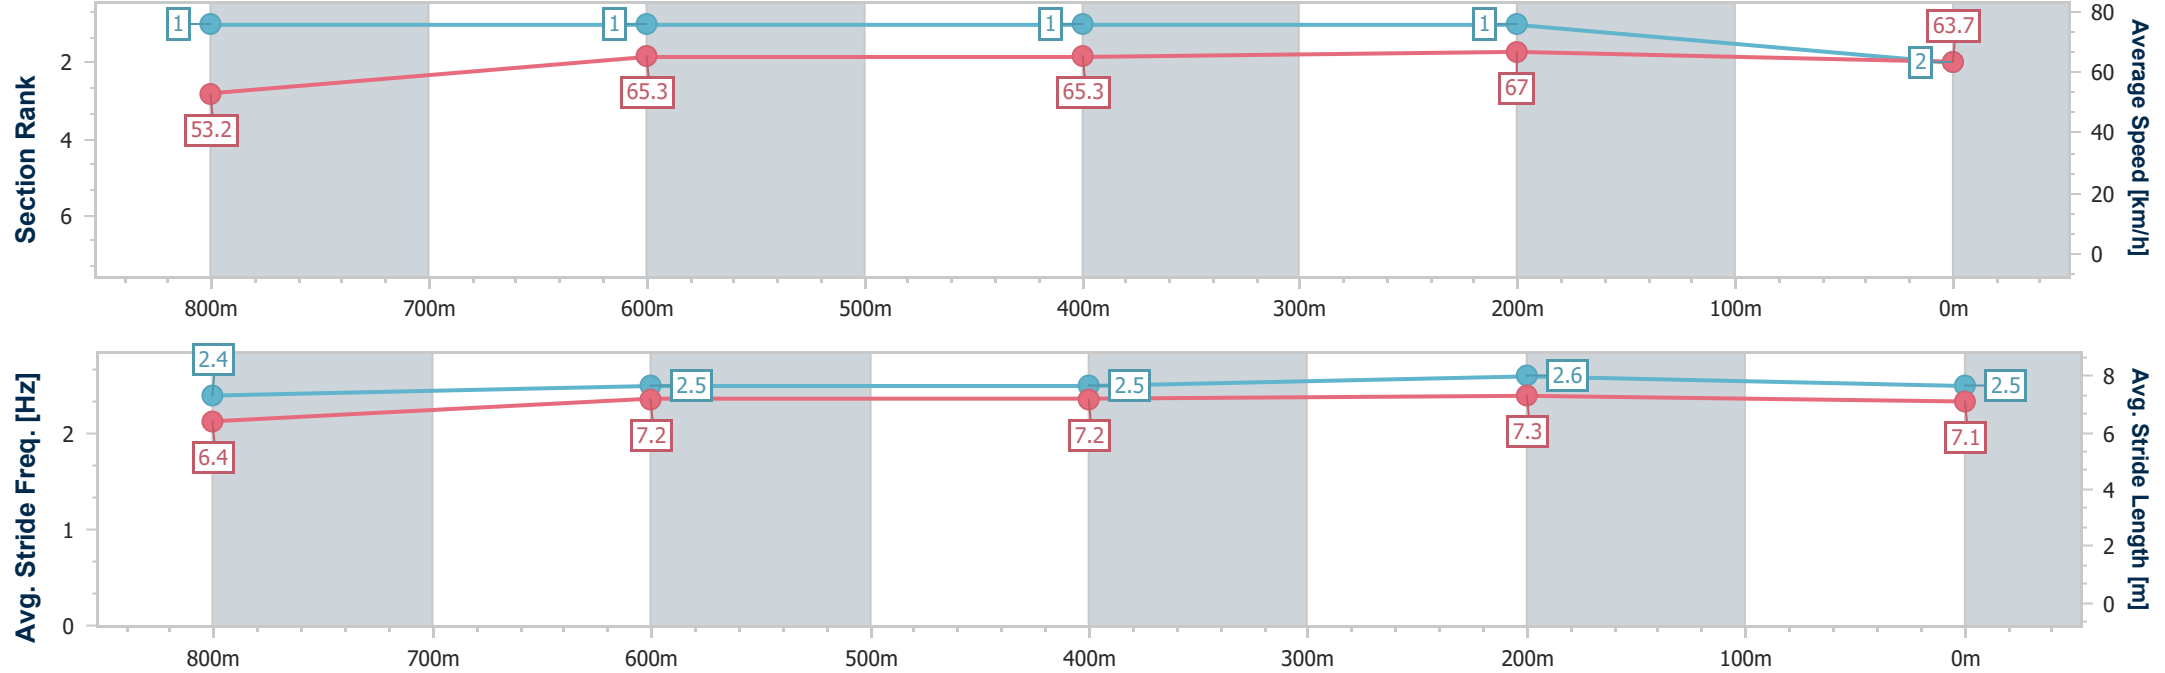 1
1
1
1
63.7
80
2
2
60
53.2
65.3
65.3
67
4
40
20
6
0
Section Rank
Average Speed [km/h]
800m
700m
600m
500m
400m
300m
200m
100m
0m
2.4
2.5
2.5
2.6
2.5
8
6.4
7.2
7.2
7.3
7.1
2
6
4
1
2
0
0
Avg. Stride Freq. [Hz]
Avg. Stride Length [m]
800m
700m
600m
500m
400m
300m
200m
100m
0m